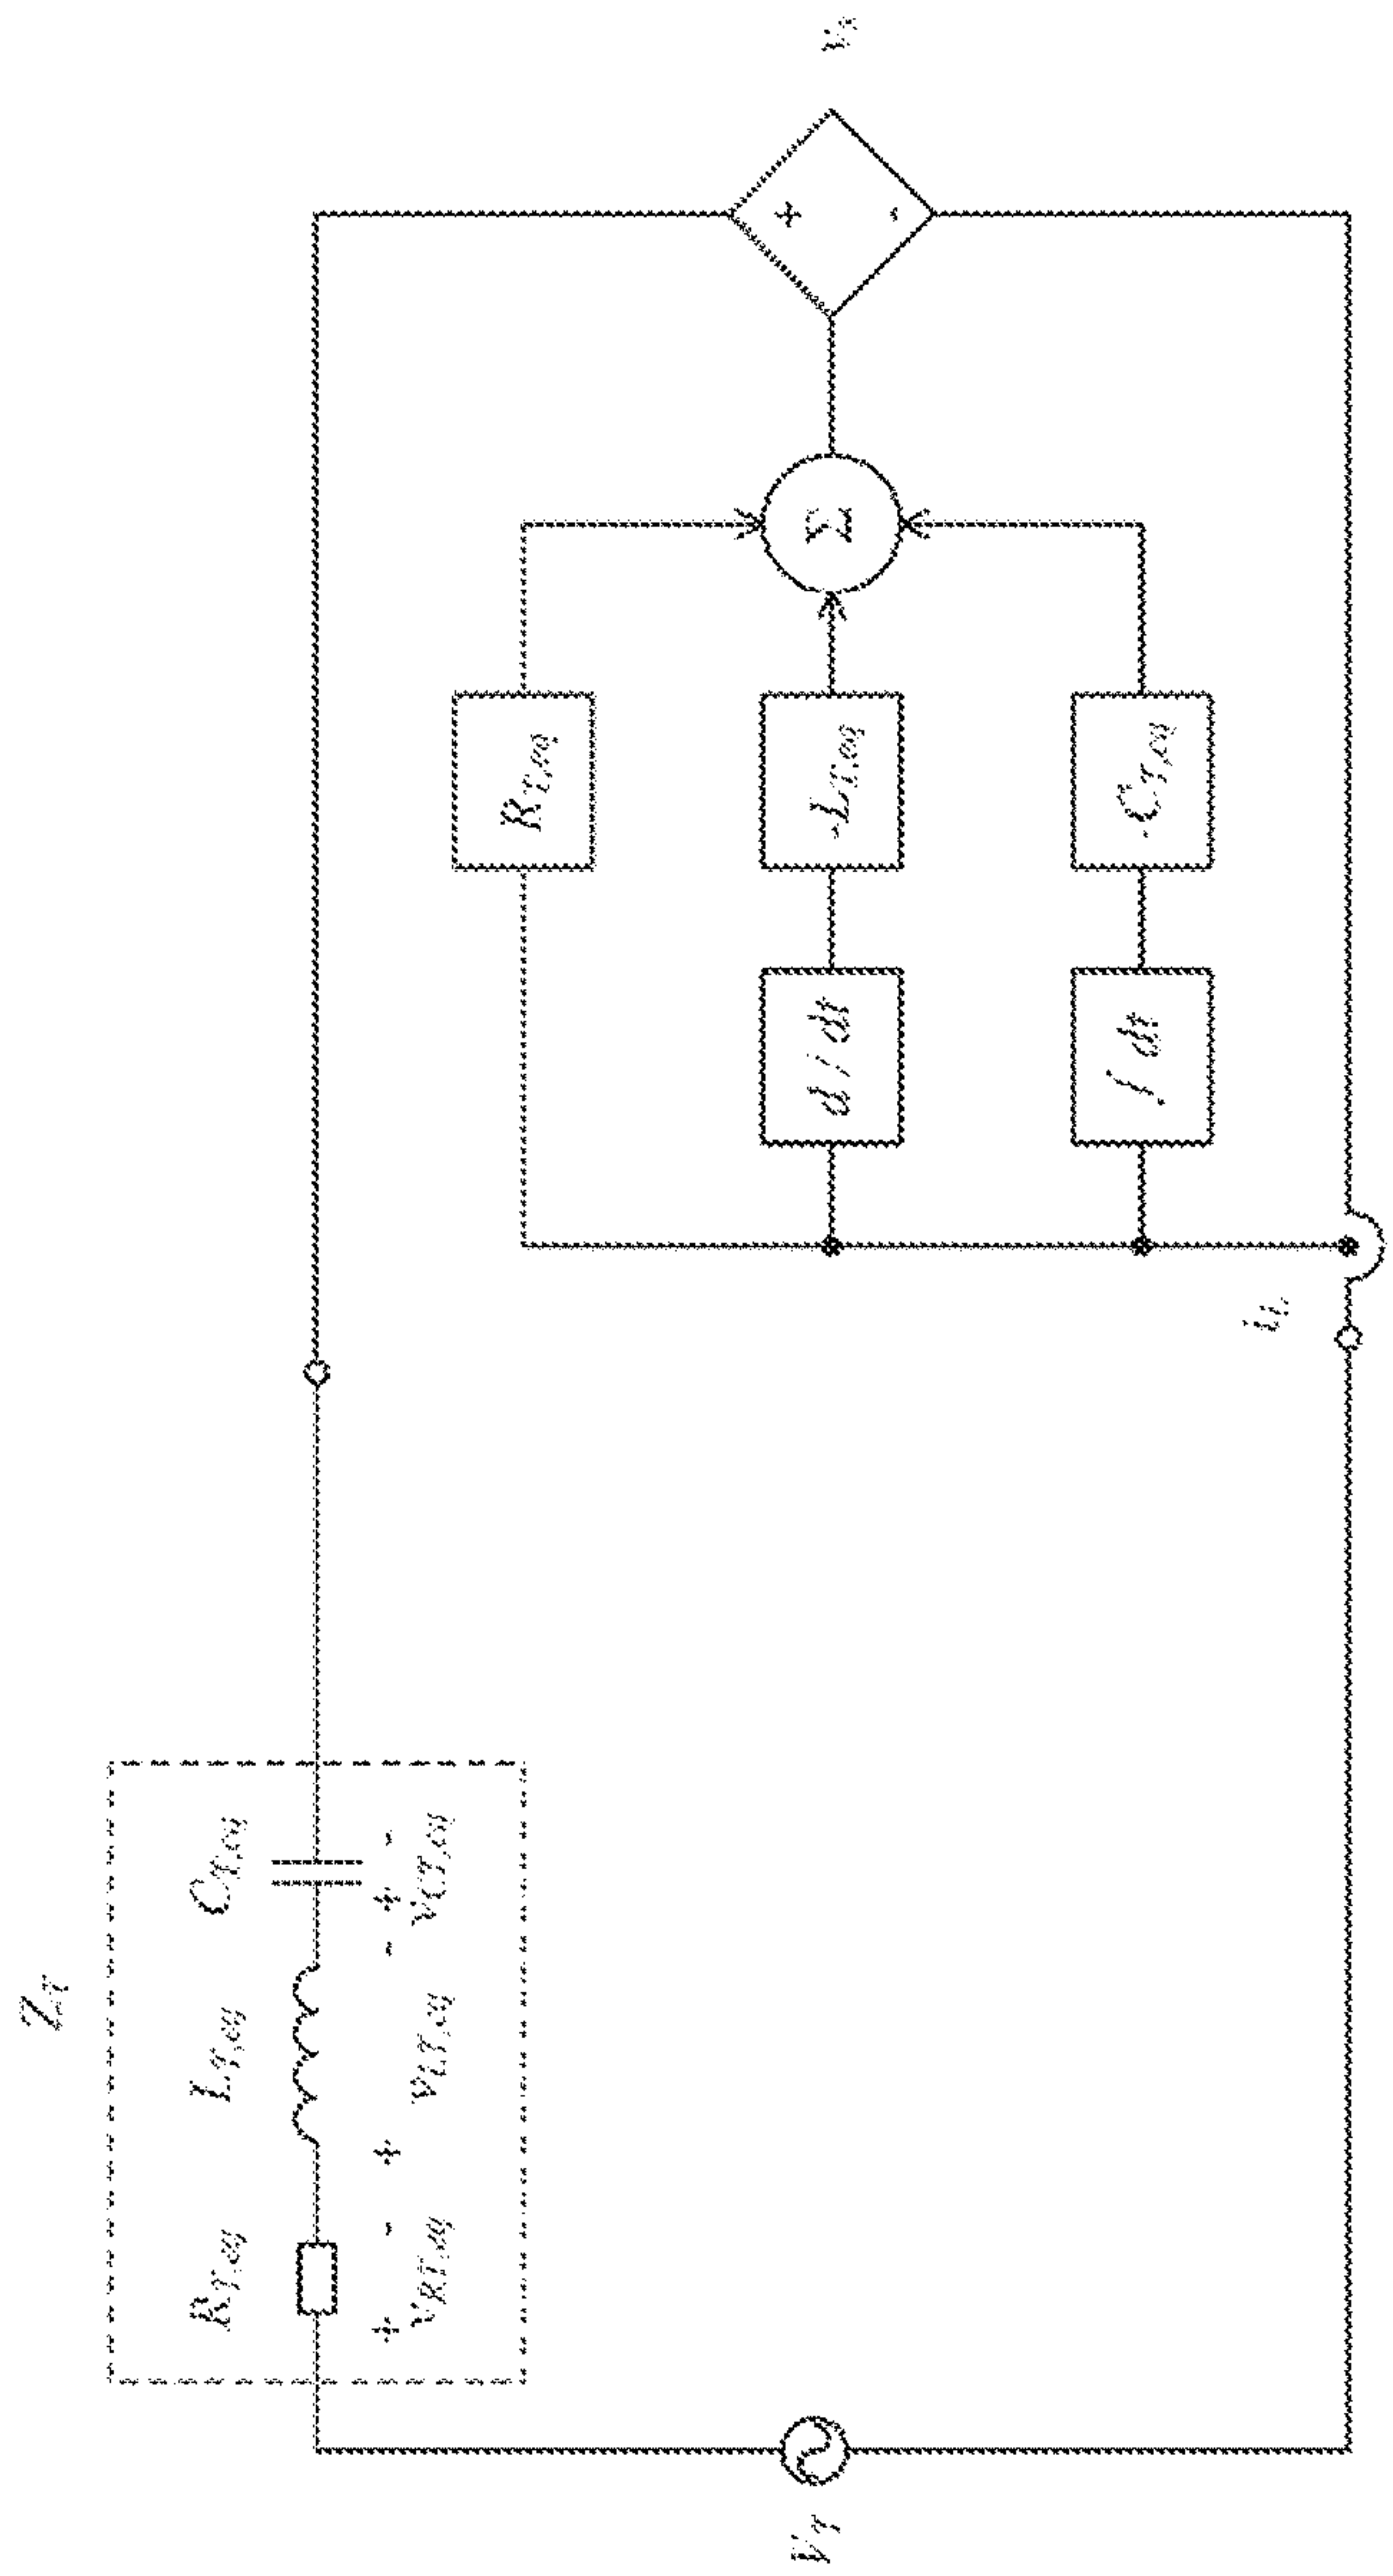 Z_T
R_{T,eq} L_{T,eq} C_{T,eq}
+ - + - + -
V_{RT,eq} V_{LT,eq} V_{CT,eq}
V_T
i_L
R_{T,eq}
d / dt
-L_{T,eq}
∫ dt
-C_{T,eq}
Σ
+
-